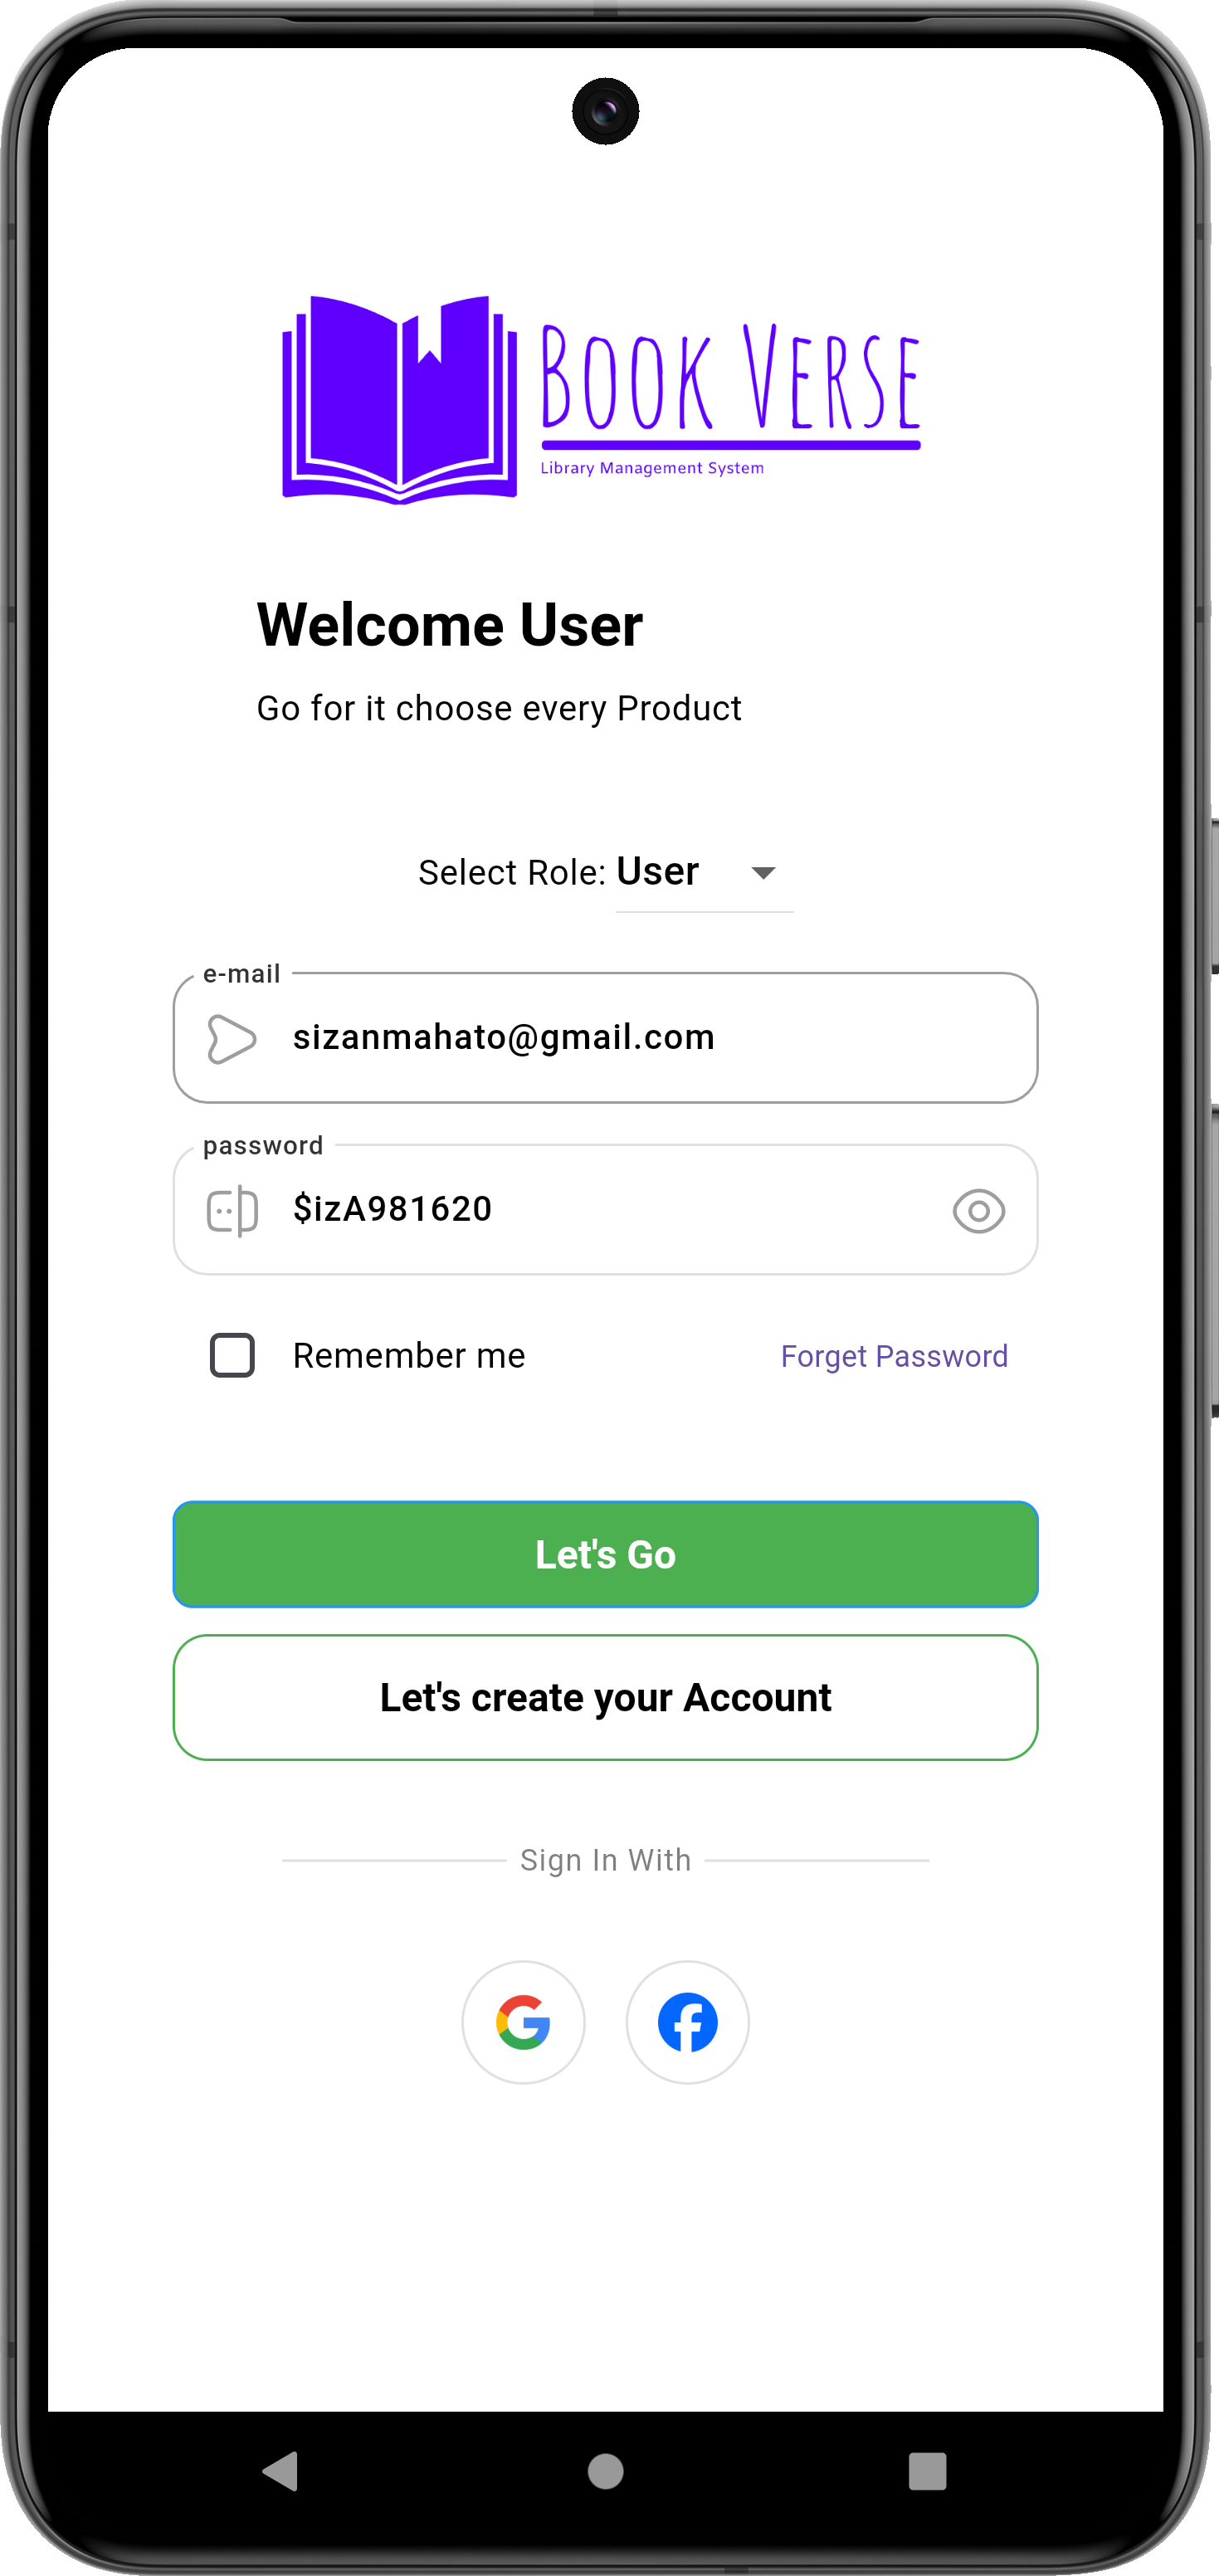 BOOK VERSE
Library Management System
Welcome User
Go for it choose every Product
Select Role: User
e-mail
sizanmahato@gmail.com
password
$izA981620
Remember me Forget Password
Let's Go
Let's create your Account
Sign In With